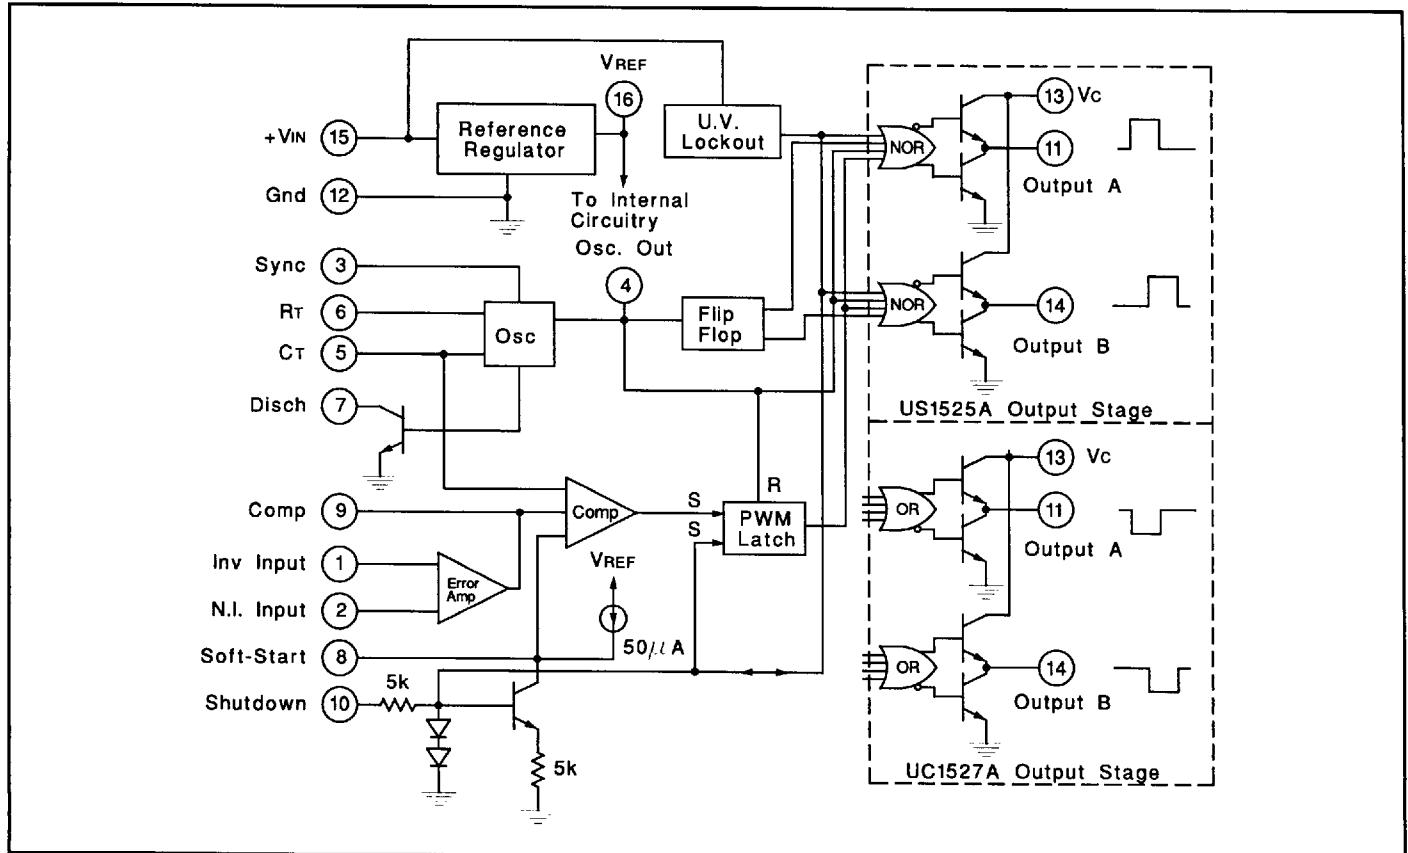 VREF
16
+VIN 15
Reference
Regulator
U.V.
Lockout
Gnd 12
To Internal
Circuitry
Osc. Out
4
Sync 3
RT 6
CT 5
Osc
Flip
Flop
Disch 7
Comp 9
Inv Input 1
N.I. Input 2
Error
Amp
Comp
S
S
R
PWM
Latch
VREF
50μA
Soft-Start 8
Shutdown 10
5k
5k
NOR
13 Vc
11
Output A
NOR
14
Output B
US1525A Output Stage
OR
13 Vc
11
Output A
OR
14
Output B
UC1527A Output Stage